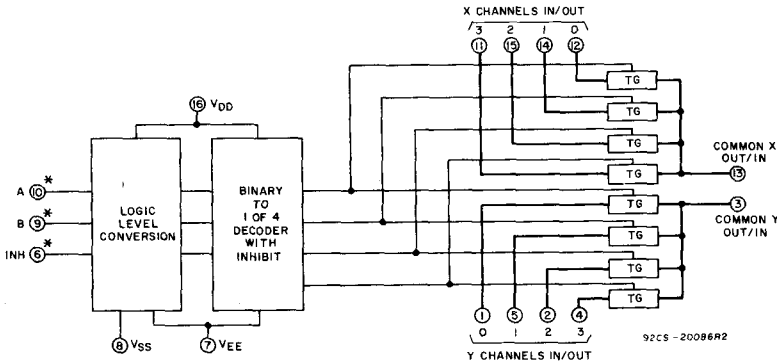 X CHANNELS IN/OUT
3 2 1 0
11 15 14 12
TG
16 VDD
TG
TG
COMMON X
OUT/IN
TG
13
A 10 *
B 9 *
INH 6 *
LOGIC
LEVEL
CONVERSION
BINARY
TO
1 OF 4
DECODER
WITH
INHIBIT
TG
3
COMMON Y
OUT/IN
TG
TG
TG
8 VSS
7 VEE
1 5 2 4
0 1 2 3
Y CHANNELS IN/OUT
92CS-20086R2